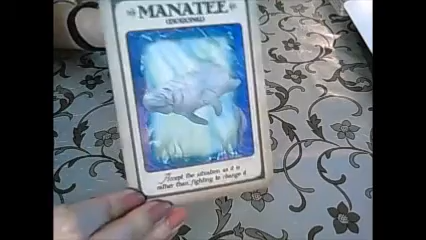 MANATEE
(DUGONG)
Accept the situation as it is
rather than fighting to change it